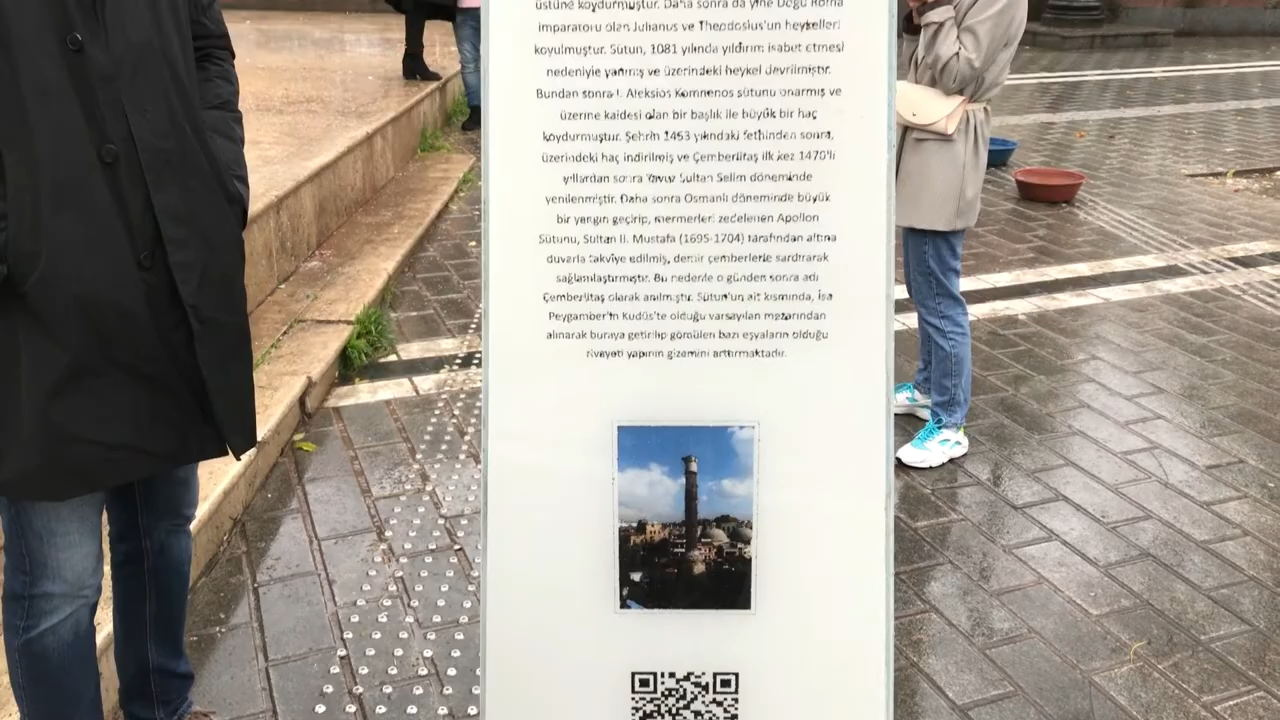 üstüne koydurmuştur. Daha sonra da yine Doğu Roma
imparatoru olan Julianus ve Theodosius'un heykelleri
koyulmuştur. Sütun, 1081 yılında yıldırım isabet etmesi
nedeniyle yanmış ve üzerindeki heykel devrilmiştir.
Bundan sonra I. Aleksios Komnenos sütunu onarmış ve
üzerine kaidesi olan bir başlık ile büyük bir haç
koydurmuştur. Şehrin 1453 yılındaki fethinden sonra,
üzerindeki haç indirilmiş ve Çemberlitaş ilk kez 1470'li
yıllardan sonra Yavuz Sultan Selim döneminde
yenilenmiştir. Daha sonra Osmanlı döneminde büyük
bir yangın geçirip, mermerleri zedelenen Apollon
Sütunu, Sultan II. Mustafa (1695-1704) tarafından altına
duvarla takviye edilmiş, demir çemberlerle sardırarak
sağlamlaştırmıştır. Bu nedenle o günden sonra adı
Çemberlitaş olarak anılmıştır. Sütun'un alt kısmında, İsa
Peygamber'in Kudüs'te olduğu varsayılan mezarından
alınarak buraya getirilip gömülen bazı eşyaların olduğu
rivayeti yapının gizemini arttırmaktadır.